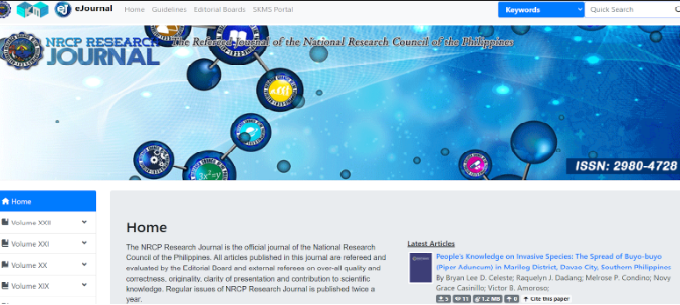 eJournal Home Guidelines Editorial Boards SKMS Portal Keywords Quick Search
NRCP RESEARCH
JOURNAL
The Refereed Journal of the National Research Council of the Philippines
3x²=y
ISSN: 2980-4728
Home
Volume XXII
Volume XXI
Volume XX
Volume XIX
Home
The NRCP Research Journal is the official journal of the National Research
Council of the Philippines. All articles published in this journal are refereed and
evaluated by the Editorial Board and external referees on over-all quality and
correctness, originality, clarity of presentation and contribution to scientific
knowledge. Regular issues of NRCP Research Journal is published twice a
year.
Latest Articles
People's Knowledge on Invasive Species: The Spread of Buyo-buyo
(Piper Aduncum) in Marilog District, Davao City, Southern Philippines
By Bryan Lee D. Celeste; Raquelyn J. Dadang; Melrose P. Condino; Novy
Grace Casinillo; Victor B. Amoroso;
5 11 1.2 MB 0 Cite this paper